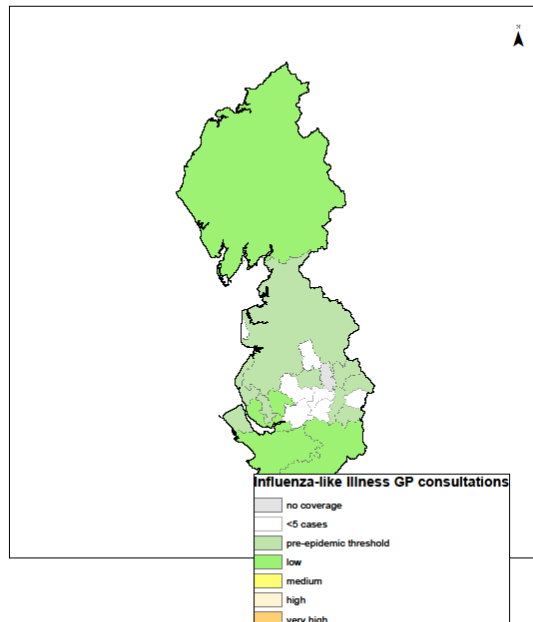 N
Influenza-like Illness GP consultations
no coverage
<5 cases
pre-epidemic threshold
low
medium
high
very high